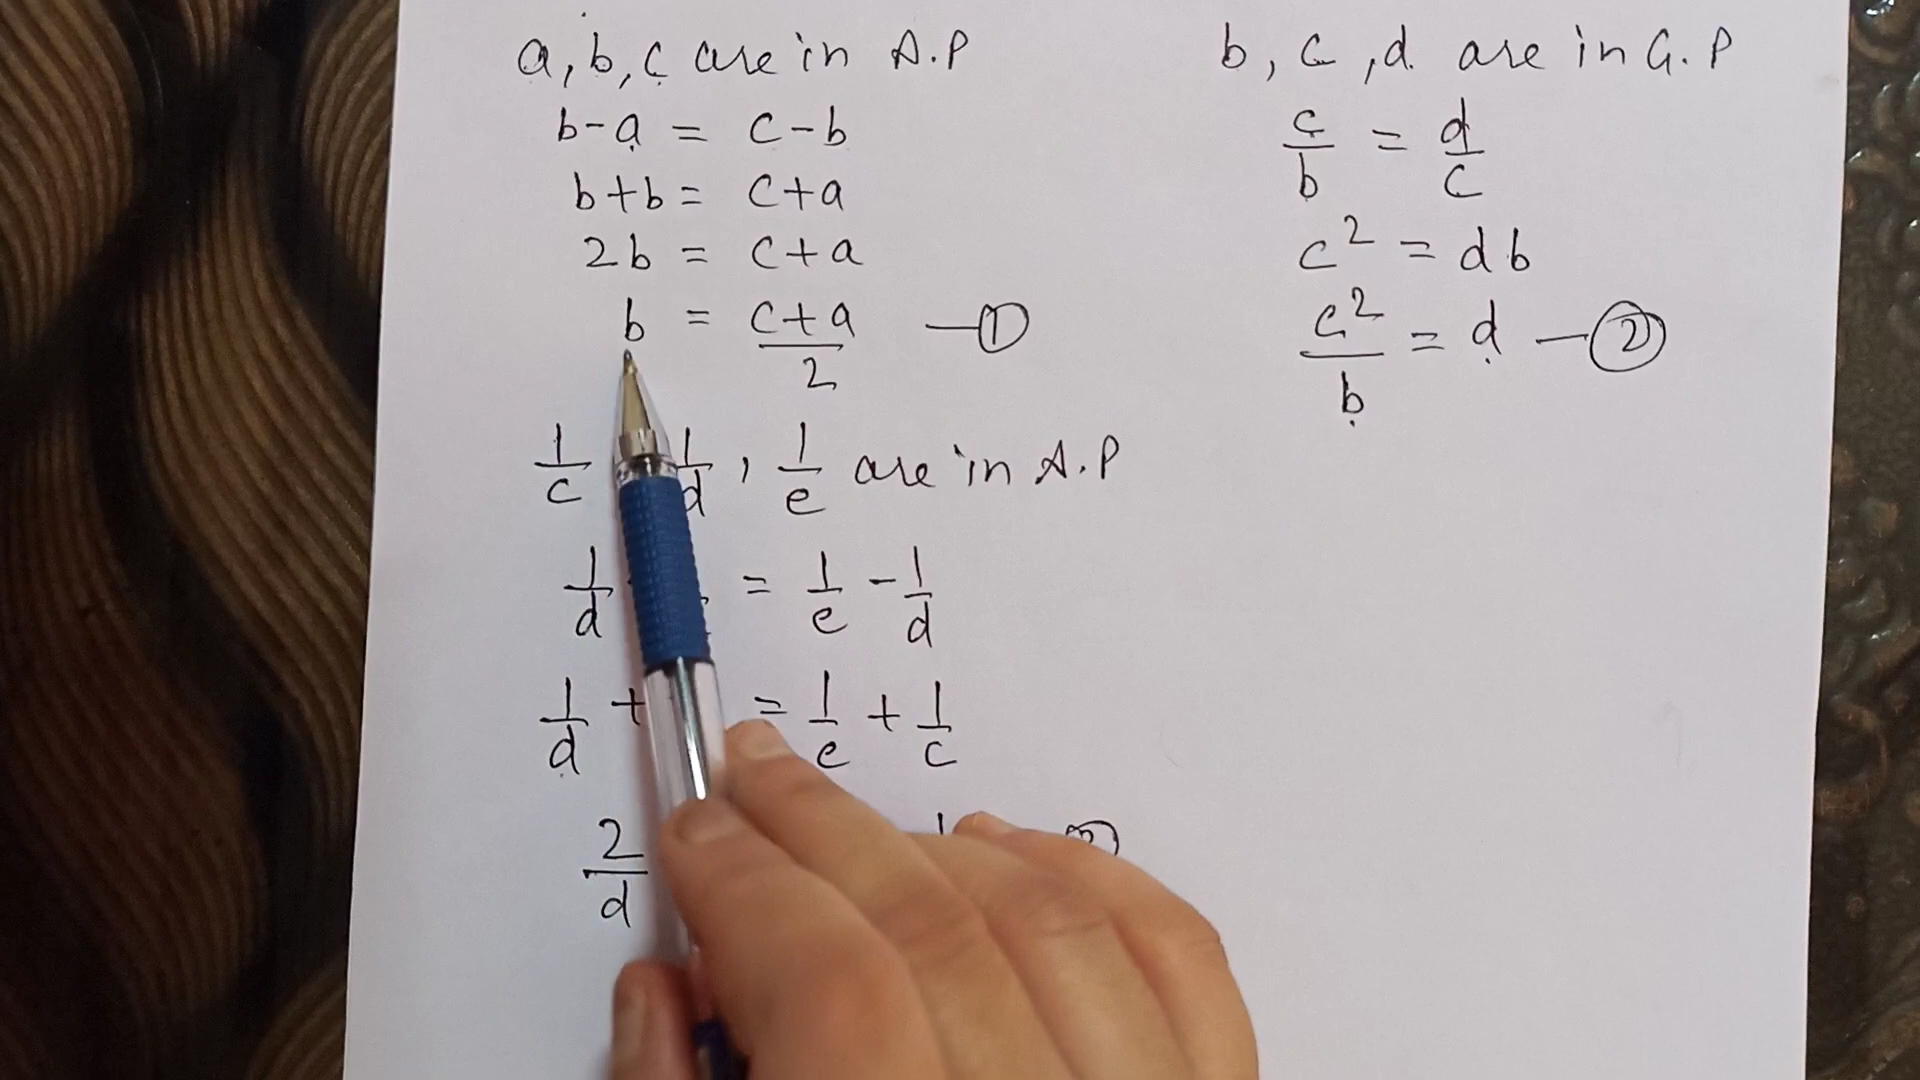 a, b, c are in A.P
b - a = c - b
b + b = c + a
2b = c + a
b = c + a / 2 — ①
1/c 1/d , 1/e are in A.P
1/d = 1/e - 1/d
1/d + = 1/e + 1/c
2/d
b, c, d are in G.P
c/b = d/c
c² = db
c²/b = d — ②